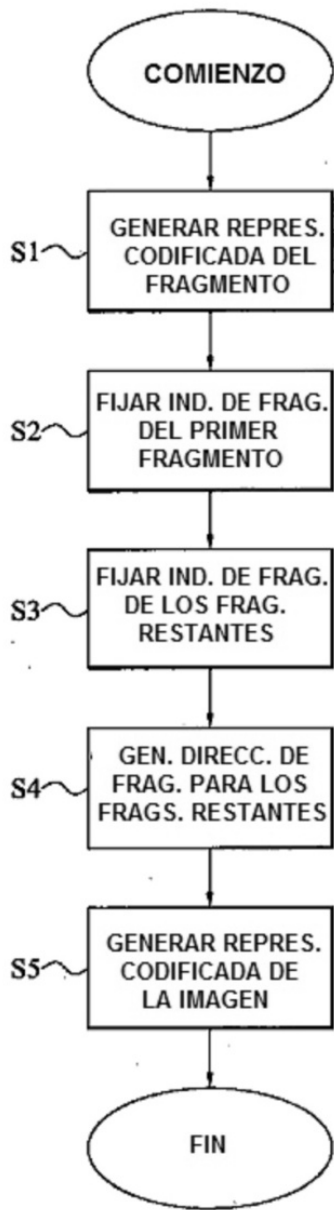 COMIENZO
S1
GENERAR REPRES.
CODIFICADA DEL
FRAGMENTO
S2
FIJAR IND. DE FRAG.
DEL PRIMER
FRAGMENTO
S3
FIJAR IND. DE FRAG.
DE LOS FRAG.
RESTANTES
S4
GEN. DIRECC. DE
FRAG. PARA LOS
FRAGS. RESTANTES
S5
GENERAR REPRES.
CODIFICADA DE
LA IMAGEN
FIN